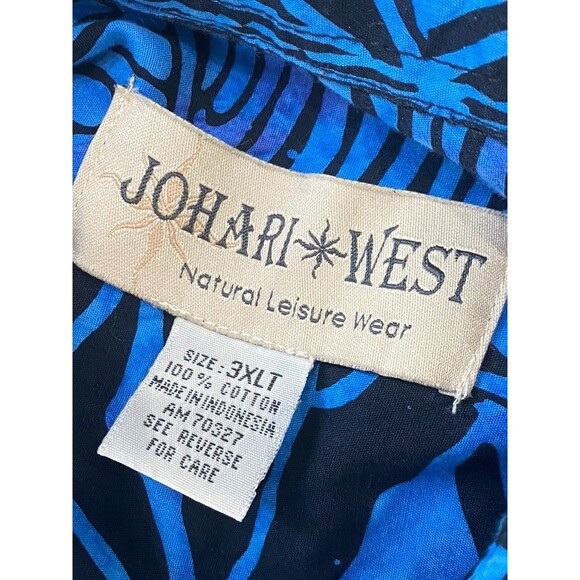 JOHARI WEST
Natural Leisure Wear
SIZE: 3XLT
100% COTTON
MADE IN INDONESIA
AM 70327
SEE REVERSE
FOR CARE